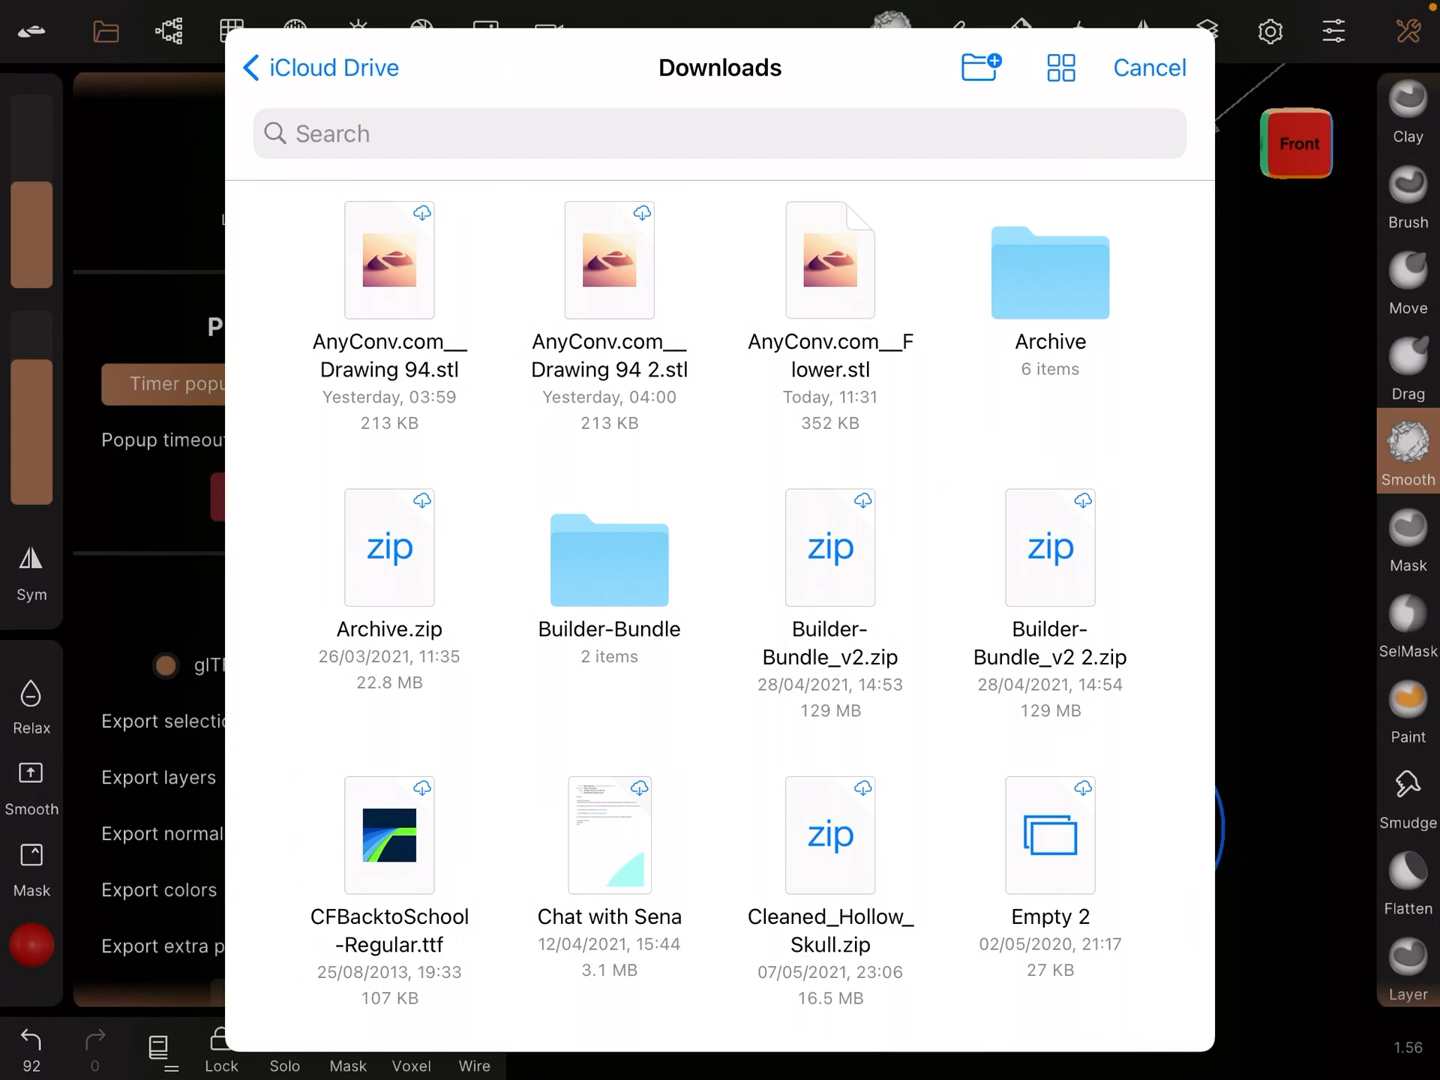 iCloud Drive
Downloads
Cancel
Search
Front
AnyConv.com__
Drawing 94.stl
Yesterday, 03:59
213 KB
AnyConv.com__
Drawing 94 2.stl
Yesterday, 04:00
213 KB
AnyConv.com__F
lower.stl
Today, 11:31
352 KB
Archive
6 items
zip
Archive.zip
26/03/2021, 11:35
22.8 MB
Builder-Bundle
2 items
zip
Builder-
Bundle_v2.zip
28/04/2021, 14:53
129 MB
zip
Builder-
Bundle_v2 2.zip
28/04/2021, 14:54
129 MB
CFBacktoSchool
-Regular.ttf
25/08/2013, 19:33
107 KB
Chat with Sena
12/04/2021, 15:44
3.1 MB
zip
Cleaned_Hollow_
Skull.zip
07/05/2021, 23:06
16.5 MB
Empty 2
02/05/2020, 21:17
27 KB
Timer popu
Popup timeou
glT
Export selecti
Export layers
Export normal
Export colors
Export extra p
Sym
Relax
Smooth
Mask
Clay
Brush
Move
Drag
Smooth
Mask
SelMask
Paint
Smudge
Flatten
Layer
92
0
Lock
Solo
Mask
Voxel
Wire
1.56